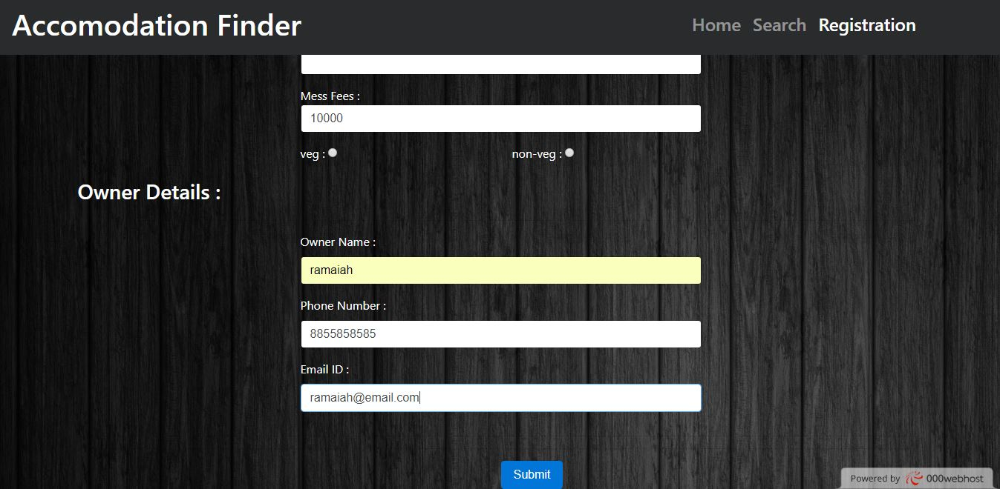 Accomodation Finder
Home Search Registration
Mess Fees :
10000
veg : non-veg :
Owner Details :
Owner Name :
ramaiah
Phone Number :
8855858585
Email ID :
ramaiah@email.com
Submit
Powered by 000webhost